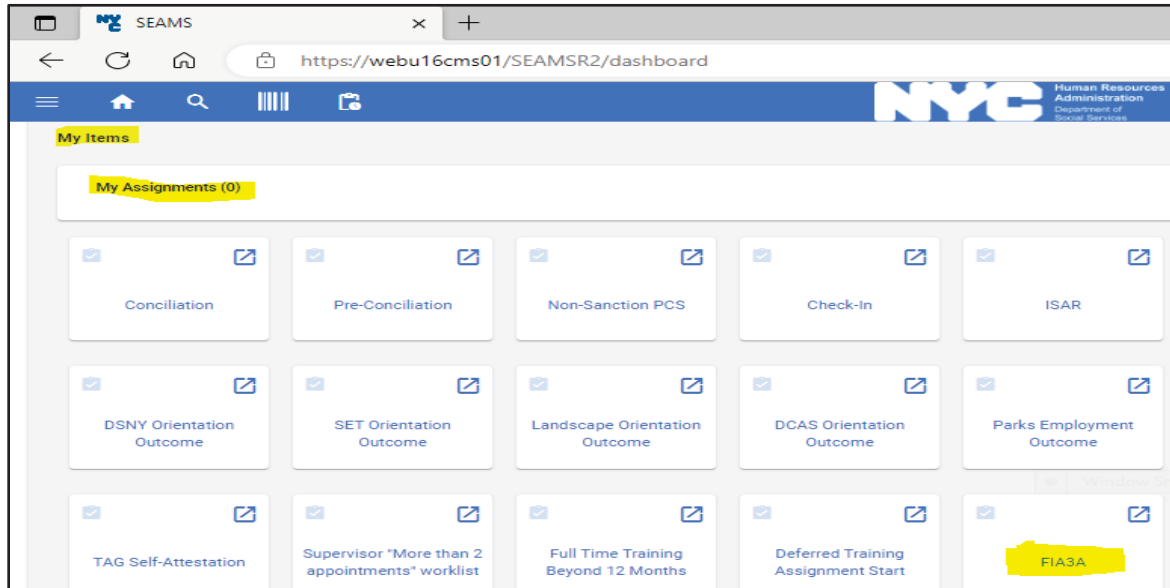 NYC SEAMS
https://webu16cms01/SEAMSR2/dashboard
NYC
Human Resources
Administration
Department of
Social Services
My Items
My Assignments (0)
Conciliation
Pre-Conciliation
Non-Sanction PCS
Check-In
ISAR
DSNY Orientation
Outcome
SET Orientation
Outcome
Landscape Orientation
Outcome
DCAS Orientation
Outcome
Parks Employment
Outcome
Window
TAG Self-Attestation
Supervisor "More than 2
appointments" worklist
Full Time Training
Beyond 12 Months
Deferred Training
Assignment Start
FIA3A